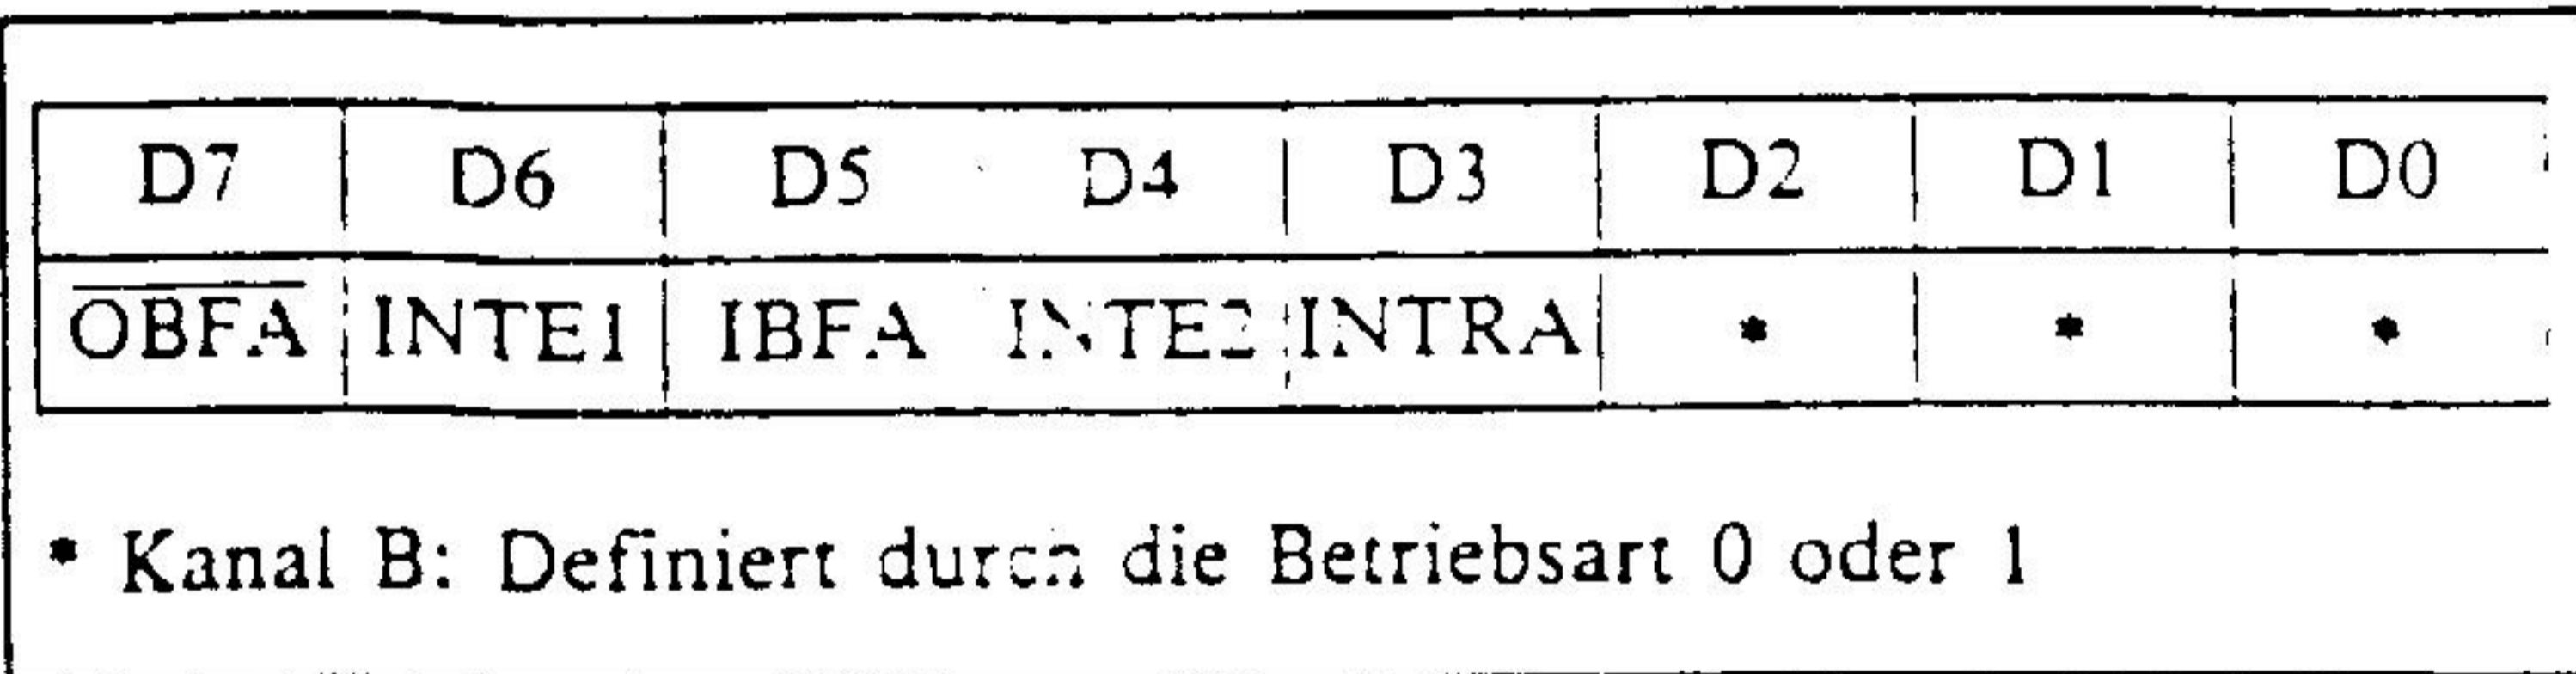 D7 D6 D5 D4 D3 D2 D1 D0
O̅B̅F̅A̅ INTE1 IBFA INTE2 INTRA * * *
* Kanal B: Definiert durch die Betriebsart 0 oder 1